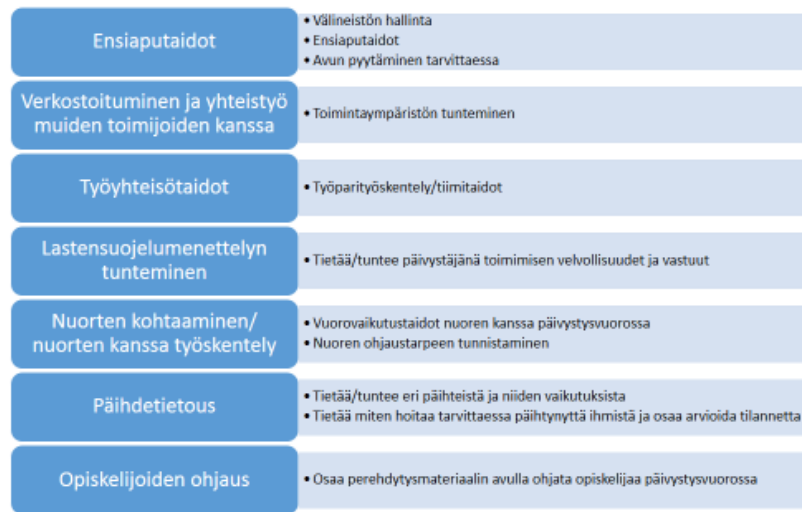 Ensiaputaidot
• Välineistön hallinta
• Ensiaputaidot
• Avun pyytäminen tarvittaessa
Verkostoituminen ja yhteistyö
muiden toimijoiden kanssa
• Toimintaympäristön tunteminen
Työyhteisötaidot
• Työparityöskentely/tiimitaidot
Lastensuojelumenettelyn
tunteminen
• Tietää/tuntee päivystäjänä toimimisen velvollisuudet ja vastuut
Nuorten kohtaaminen/
nuorten kanssa työskentely
• Vuorovaikutustaidot nuoren kanssa päivystysvuorossa
• Nuoren ohjaustarpeen tunnistaminen
Päihdetietous
• Tietää/tuntee eri päihteistä ja niiden vaikutuksista
• Tietää miten hoitaa tarvittaessa päihtynyttä ihmistä ja osaa arvioida tilannetta
Opiskelijoiden ohjaus
• Osaa perehdytysmateriaalin avulla ohjata opiskelijaa päivystysvuorossa